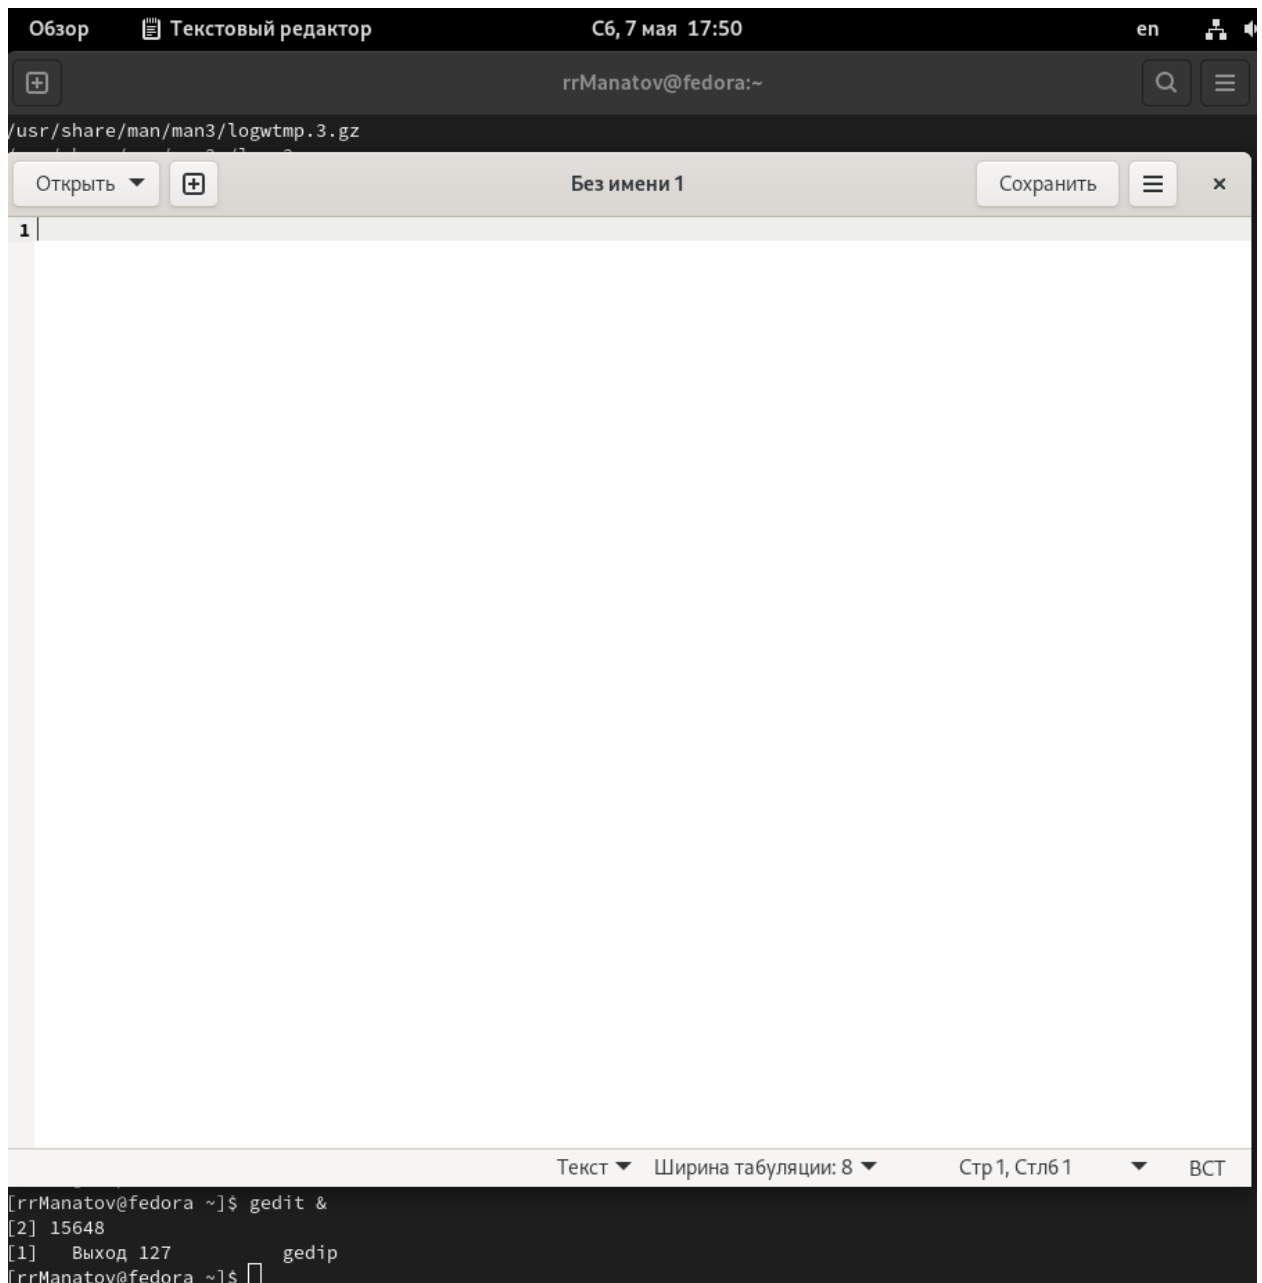 Обзор Текстовый редактор Сб, 7 мая 17:50 en
rrManatov@fedora:~
/usr/share/man/man3/logwtmp.3.gz
Открыть Без имени 1 Сохранить
1
Текст Ширина табуляции: 8 Стр 1, Стлб 1 ВСТ
[rrManatov@fedora ~]$ gedit &
[2] 15648
[1] Выход 127 gedip
[rrManatov@fedora ~]$